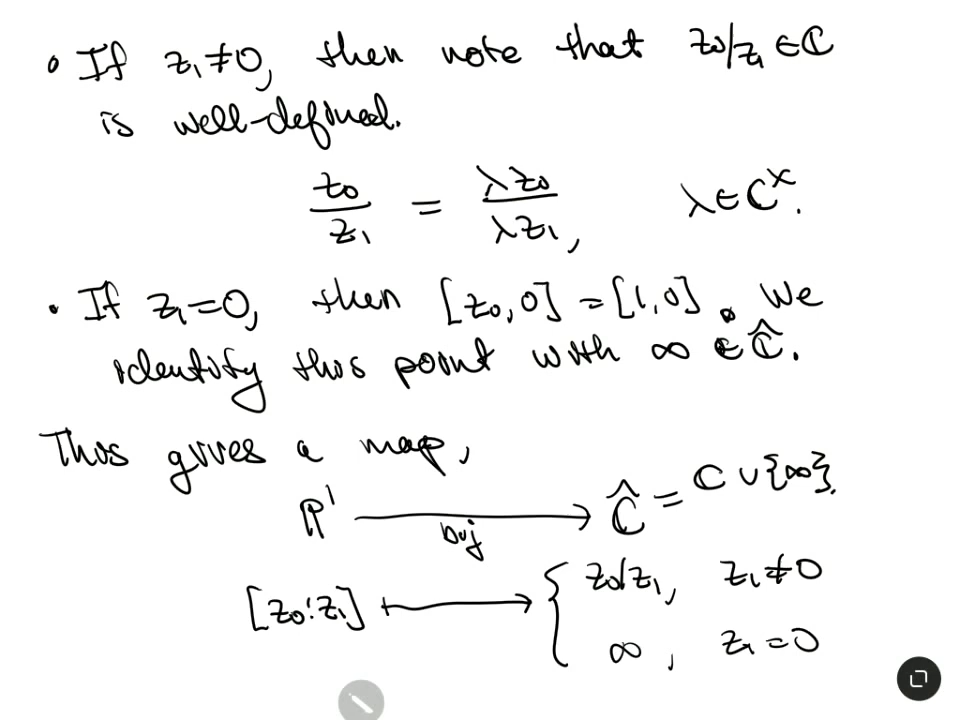 • If z₁ ≠ 0, then note that z₀/z₁ ∈ ℂ
is well-defined.
z₀/z₁ = λz₀/λz₁, λ ∈ ℂ^×.
• If z₁ = 0, then [z₀, 0] = [1, 0]. We
identify this point with ∞ ∈ Ĉ.
This gives a map,
ℙ¹ ⟶ Ĉ = ℂ ∪ {∞}.
bij
[z₀:z₁] ⟼ { z₀/z₁, z₁ ≠ 0
∞, z₁ = 0